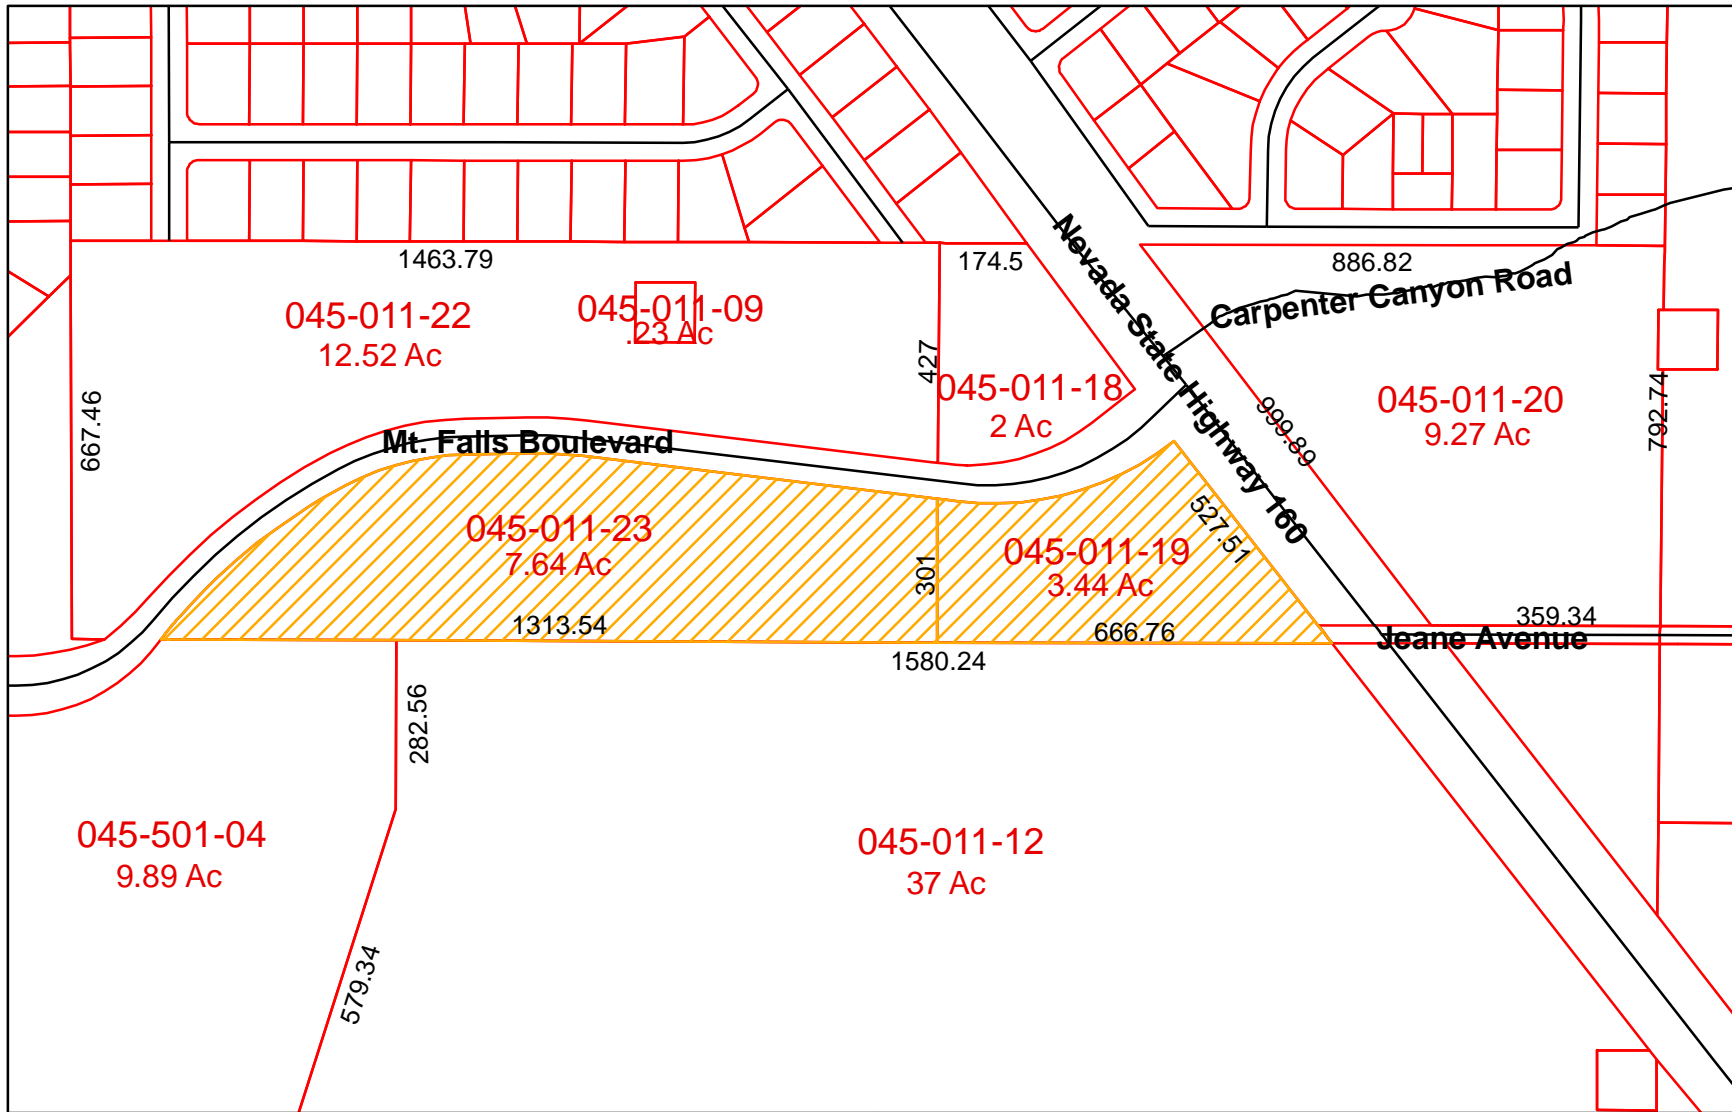 1463.79
174.5
886.82
Nevada State Highway 160
Carpenter Canyon Road
045-011-22
12.52 Ac
045-011-09
.23 Ac
427
045-011-18
2 Ac
999.89
045-011-20
9.27 Ac
792.74
667.46
Mt. Falls Boulevard
045-011-23
7.64 Ac
301
045-011-19
3.44 Ac
527.51
1313.54
666.76
359.34
Jeane Avenue
1580.24
282.56
045-501-04
9.89 Ac
045-011-12
37 Ac
579.34